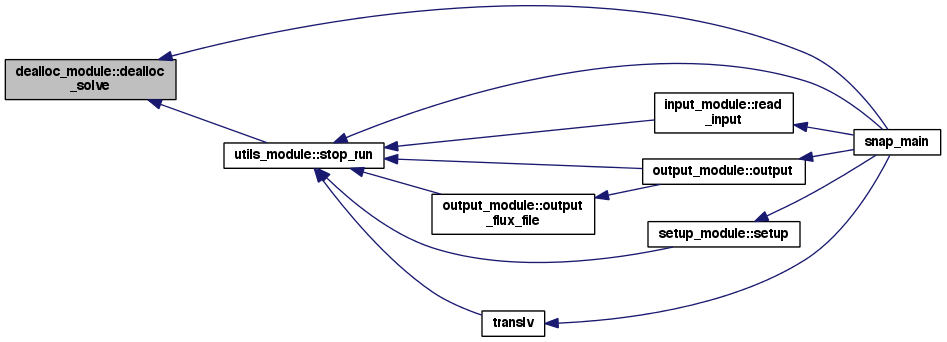 dealloc_module::dealloc
_solve
utils_module::stop_run
input_module::read
_input
output_module::output
output_module::output
_flux_file
setup_module::setup
translv
snap_main